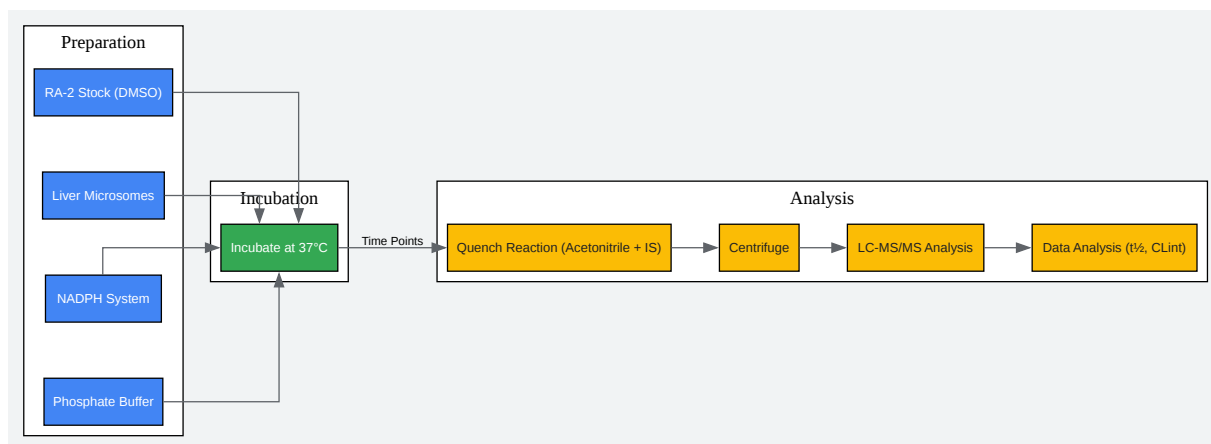 Preparation
RA-2 Stock (DMSO)
Liver Microsomes
NADPH System
Phosphate Buffer
Incubation
Incubate at 37°C
Time Points
Analysis
Quench Reaction (Acetonitrile + IS)
Centrifuge
LC-MS/MS Analysis
Data Analysis (t½, CLint)